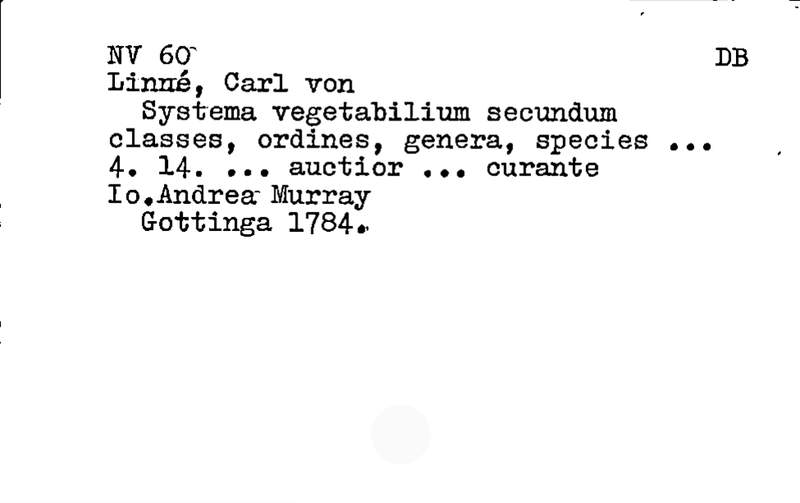 NV 60 DB
Linné, Carl von
Systema vegetabilium secundum
classes, ordines, genera, species ...
4. 14. ... auctior ... curante
Io.Andrea Murray
Gottinga 1784.